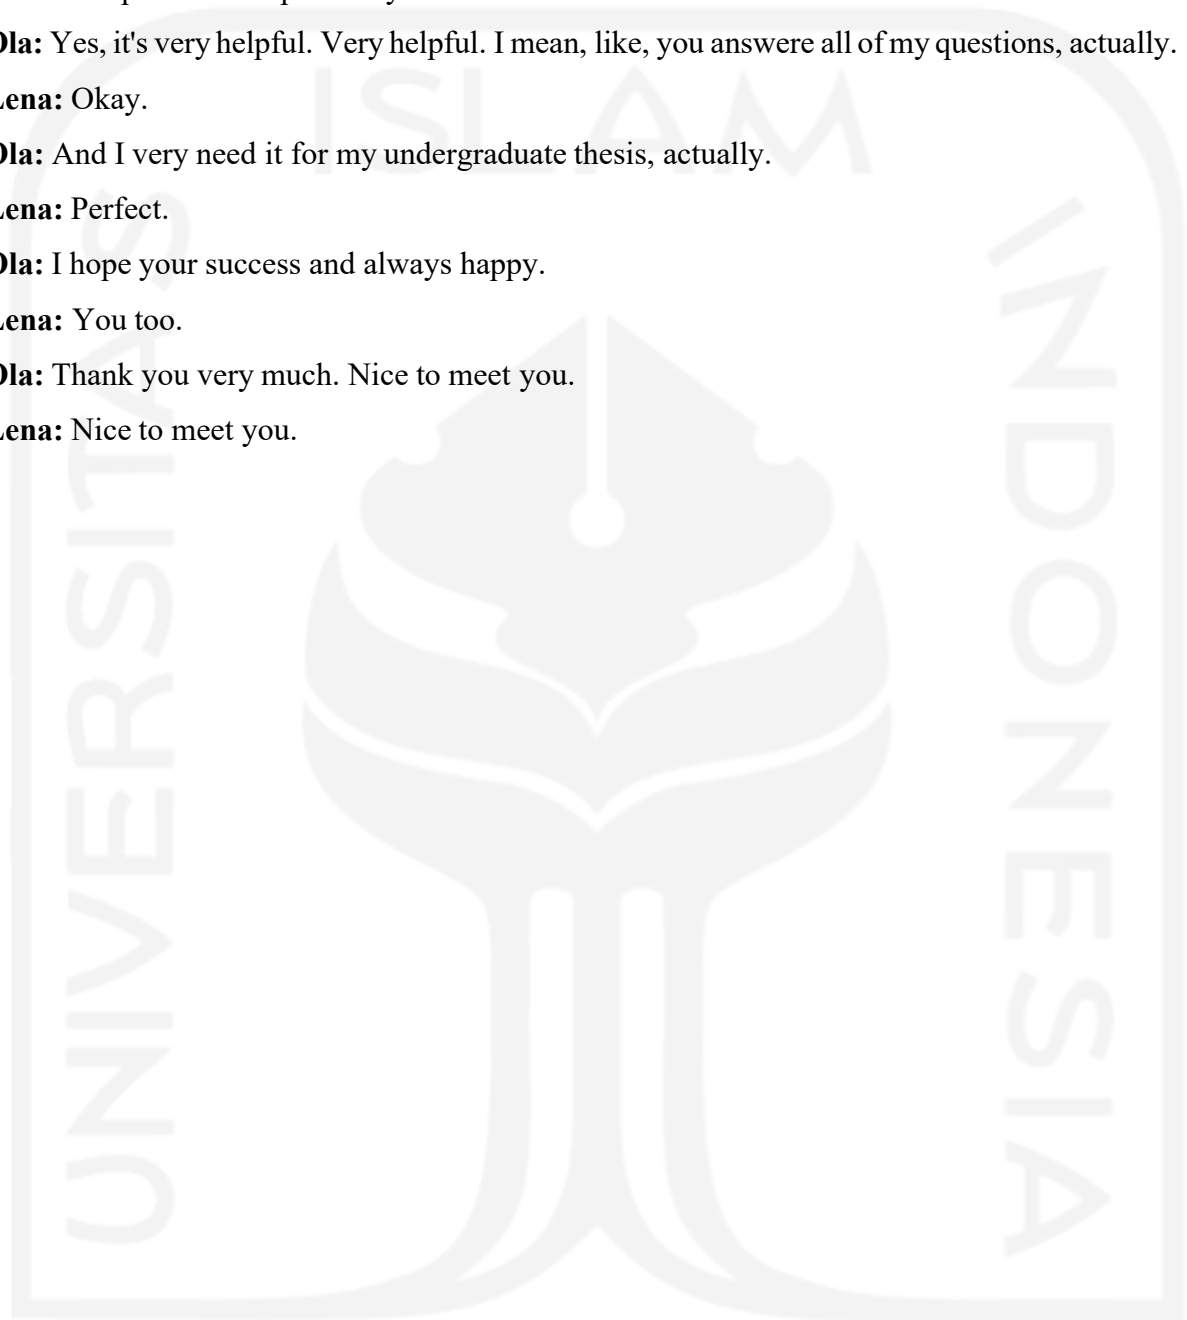 Ola: Yes, it's very helpful. Very helpful. I mean, like, you answere all of my questions, actually.
Lena: Okay.
Ola: And I very need it for my undergraduate thesis, actually.
Lena: Perfect.
Ola: I hope your success and always happy.
Lena: You too.
Ola: Thank you very much. Nice to meet you.
Lena: Nice to meet you.
UNIVERSITAS
ISLAM
INDONESIA